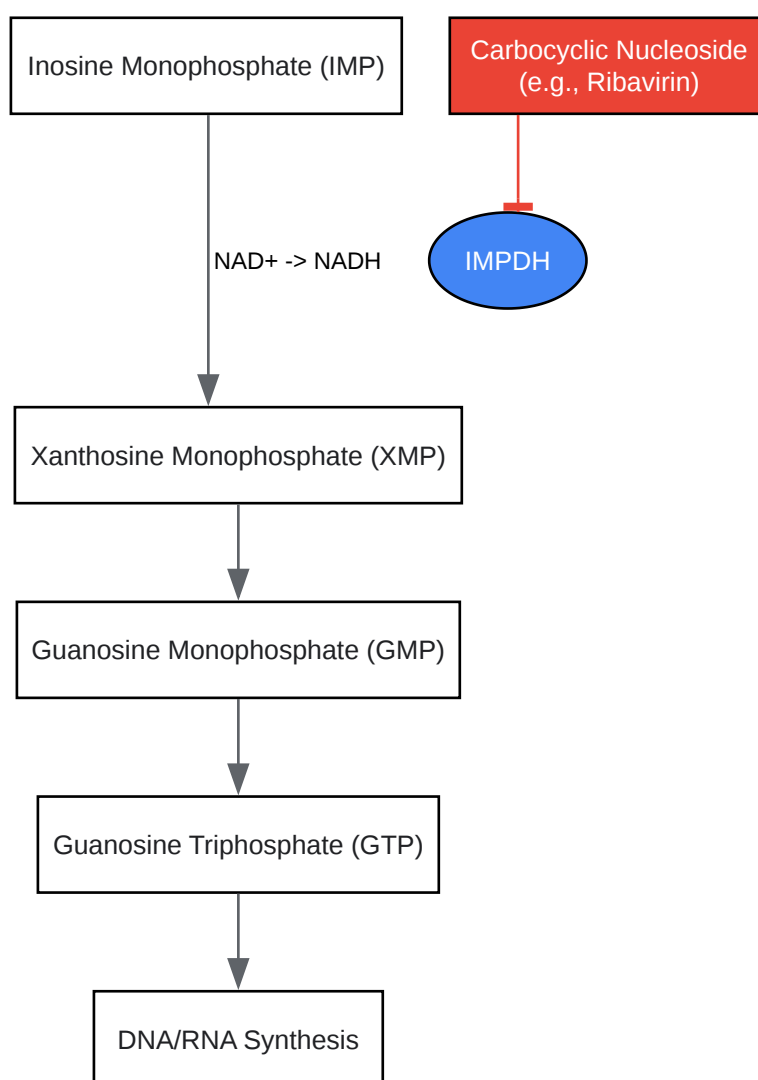 Inosine Monophosphate (IMP)
Carbocyclic Nucleoside
(e.g., Ribavirin)
NAD+ -> NADH
IMPDH
Xanthosine Monophosphate (XMP)
Guanosine Monophosphate (GMP)
Guanosine Triphosphate (GTP)
DNA/RNA Synthesis